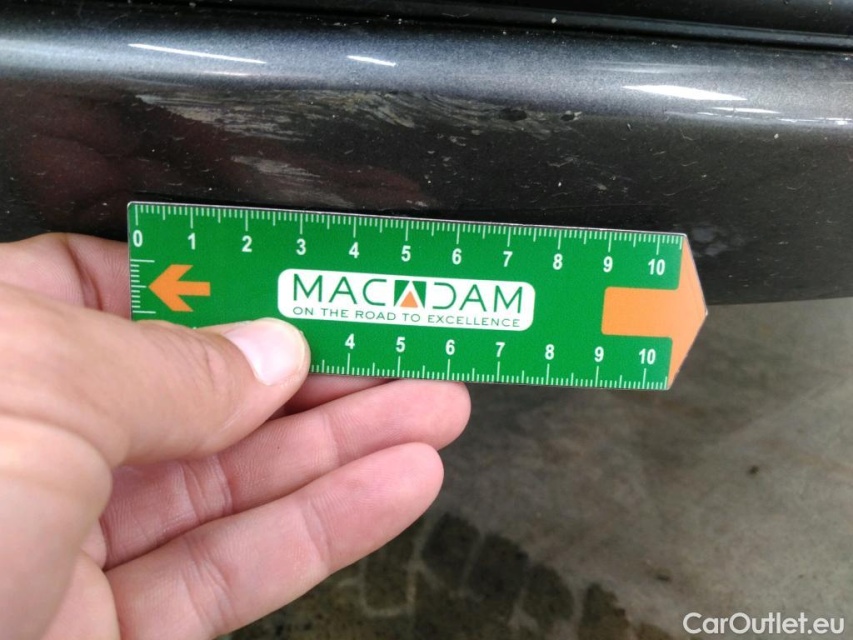 0 1 2 3 4 5 6 7 8 9 10
MACADAM
ON THE ROAD TO EXCELLENCE
4 5 6 7 8 9 10
CarOutlet.eu